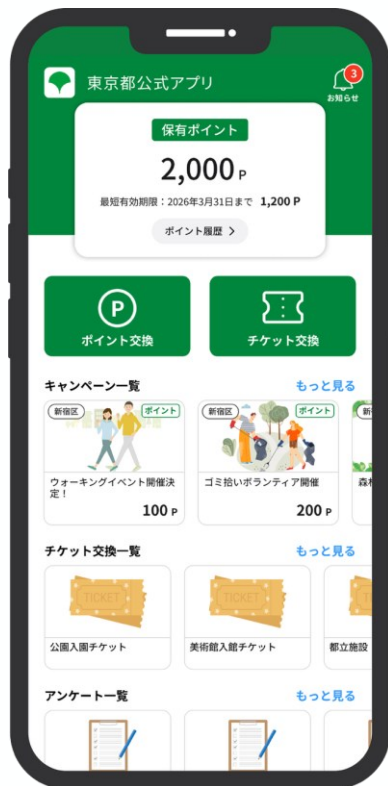 東京都公式アプリ
3
お知らせ
保有ポイント
2,000 P
最短有効期限：2026年3月31日まで 1,200 P
ポイント履歴 >
P
ポイント交換
チケット交換
キャンペーン一覧
もっと見る
新宿区
ポイント
ウォーキングイベント開催決
定！
100 P
新宿区
ポイント
ゴミ拾いボランティア開催
200 P
チケット交換一覧
もっと見る
TICKET
公園入園チケット
TICKET
美術館入館チケット
都立施設
アンケート一覧
もっと見る